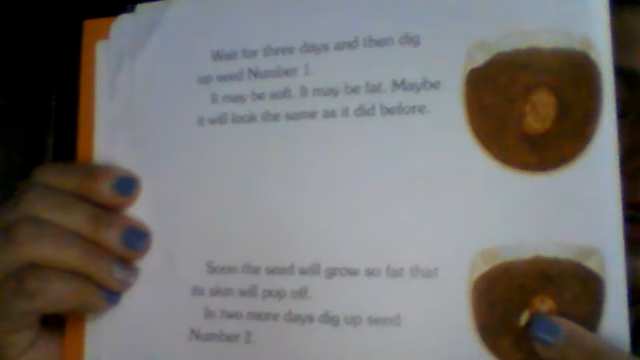 Wait for three days and then dig
up seed Number 1.
It may be soft. It may be fat. Maybe
it will look the same as it did before.
Soon the seed will grow so fat that
its skin will pop off.
In two more days dig up seed
Number 2.